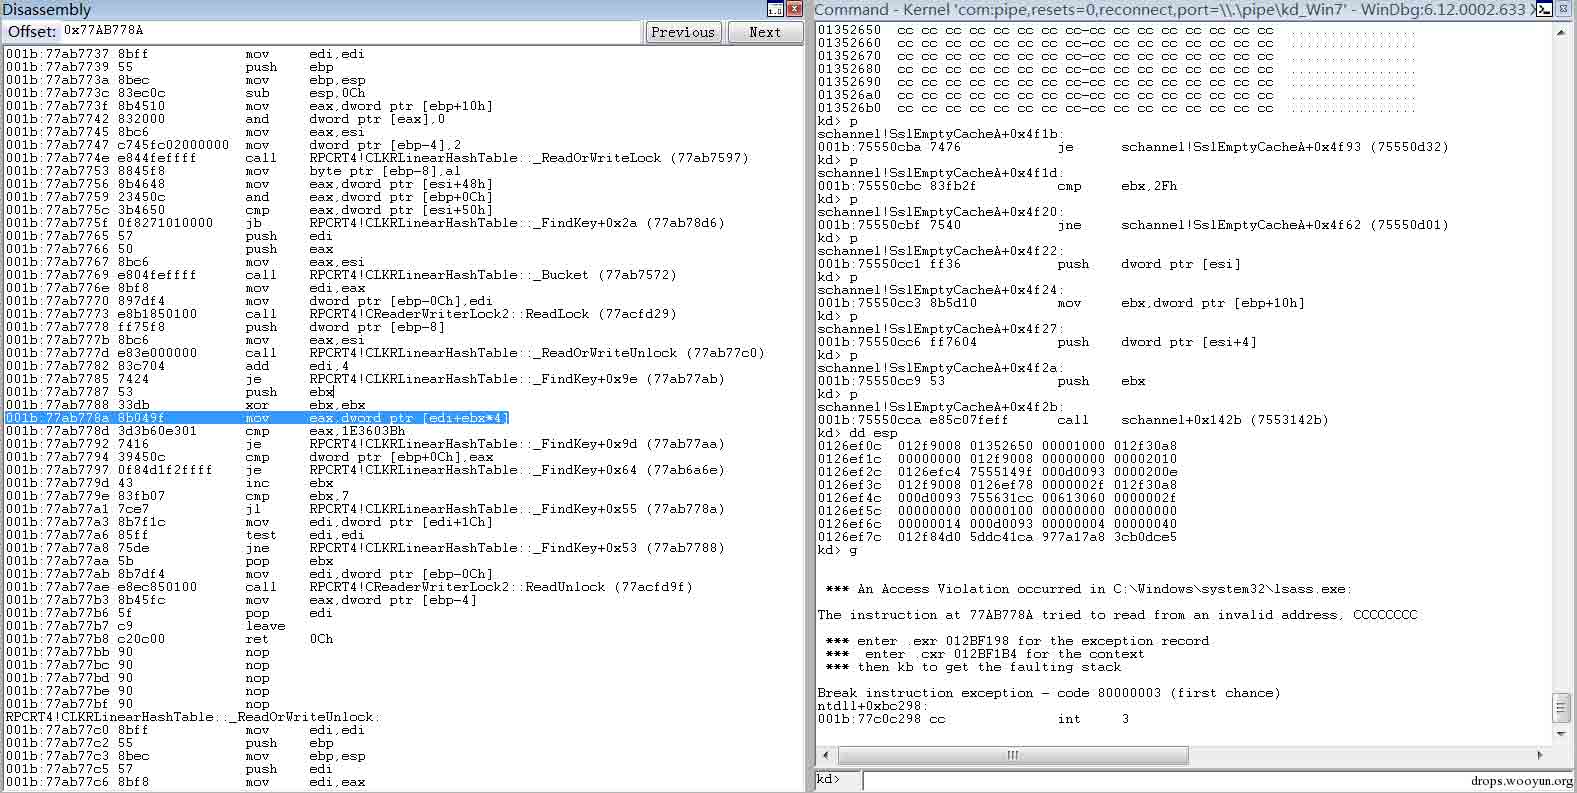 Disassembly
Offset: 0x77AB778A
Previous Next
001b:77ab7737 8bff mov edi,edi
001b:77ab7739 55 push ebp
001b:77ab773a 8bec mov ebp,esp
001b:77ab773c 83ec0c sub esp,0Ch
001b:77ab773f 8b4510 mov eax,dword ptr [ebp+10h]
001b:77ab7742 832000 and dword ptr [eax],0
001b:77ab7745 8bc6 mov eax,esi
001b:77ab7747 c745fc02000000 mov dword ptr [ebp-4],2
001b:77ab774e e844feffff call RPCRT4!CLKRLinearHashTable::_ReadOrWriteLock (77ab7597)
001b:77ab7753 8845f8 mov byte ptr [ebp-8],al
001b:77ab7756 8b4648 mov eax,dword ptr [esi+48h]
001b:77ab7759 23450c and eax,dword ptr [ebp+0Ch]
001b:77ab775c 3b4650 cmp eax,dword ptr [esi+50h]
001b:77ab775f 0f8271010000 jb RPCRT4!CLKRLinearHashTable::_FindKey+0x2a (77ab78d6)
001b:77ab7765 57 push edi
001b:77ab7766 50 push eax
001b:77ab7767 8bc6 mov eax,esi
001b:77ab7769 e804feffff call RPCRT4!CLKRLinearHashTable::_Bucket (77ab7572)
001b:77ab776e 8bf8 mov edi,eax
001b:77ab7770 897df4 mov dword ptr [ebp-0Ch],edi
001b:77ab7773 e8b1850100 call RPCRT4!CReaderWriterLock2::ReadLock (77acfd29)
001b:77ab7778 ff75f8 push dword ptr [ebp-8]
001b:77ab777b 8bc6 mov eax,esi
001b:77ab777d e83e000000 call RPCRT4!CLKRLinearHashTable::_ReadOrWriteUnlock (77ab77c0)
001b:77ab7782 83c704 add edi,4
001b:77ab7785 7424 je RPCRT4!CLKRLinearHashTable::_FindKey+0x9e (77ab77ab)
001b:77ab7787 53 push ebx
001b:77ab7788 33db xor ebx,ebx
001b:77ab778a 8b049f mov eax,dword ptr [edi+ebx*4]
001b:77ab778d 3d3b60e301 cmp eax,1E3603Bh
001b:77ab7792 7416 je RPCRT4!CLKRLinearHashTable::_FindKey+0x9d (77ab77aa)
001b:77ab7794 39450c cmp dword ptr [ebp+0Ch],eax
001b:77ab7797 0f84d1f2ffff je RPCRT4!CLKRLinearHashTable::_FindKey+0x64 (77ab6a6e)
001b:77ab779d 43 inc ebx
001b:77ab779e 83fb07 cmp ebx,7
001b:77ab77a1 7ce7 jl RPCRT4!CLKRLinearHashTable::_FindKey+0x55 (77ab778a)
001b:77ab77a3 8b7f1c mov edi,dword ptr [edi+1Ch]
001b:77ab77a6 85ff test edi,edi
001b:77ab77a8 75de jne RPCRT4!CLKRLinearHashTable::_FindKey+0x53 (77ab7788)
001b:77ab77aa 5b pop ebx
001b:77ab77ab 8b7df4 mov edi,dword ptr [ebp-0Ch]
001b:77ab77ae e8ec850100 call RPCRT4!CReaderWriterLock2::ReadUnlock (77acfd9f)
001b:77ab77b3 8b45fc mov eax,dword ptr [ebp-4]
001b:77ab77b6 5f pop edi
001b:77ab77b7 c9 leave
001b:77ab77b8 c20c00 ret 0Ch
001b:77ab77bb 90 nop
001b:77ab77bc 90 nop
001b:77ab77bd 90 nop
001b:77ab77be 90 nop
001b:77ab77bf 90 nop
RPCRT4!CLKRLinearHashTable::_ReadOrWriteUnlock:
001b:77ab77c0 8bff mov edi,edi
001b:77ab77c2 55 push ebp
001b:77ab77c3 8bec mov ebp,esp
001b:77ab77c5 57 push edi
001b:77ab77c6 8bf8 mov edi,eax
Command - Kernel 'com:pipe,resets=0,reconnect,port=\\.\pipe\kd_Win7' - WinDbg:6.12.0002.633 X
01352650 cc cc cc cc cc cc cc cc-cc cc cc cc cc cc cc cc ................
01352660 cc cc cc cc cc cc cc cc-cc cc cc cc cc cc cc cc ................
01352670 cc cc cc cc cc cc cc cc-cc cc cc cc cc cc cc cc ................
01352680 cc cc cc cc cc cc cc cc-cc cc cc cc cc cc cc cc ................
01352690 cc cc cc cc cc cc cc cc-cc cc cc cc cc cc cc cc ................
013526a0 cc cc cc cc cc cc cc cc-cc cc cc cc cc cc cc cc ................
013526b0 cc cc cc cc cc cc cc cc-cc cc cc cc cc cc cc cc ................
kd> p
schannel!SslEmptyCacheA+0x4f1b:
001b:75550cba 7476 je schannel!SslEmptyCacheA+0x4f93 (75550d32)
kd> p
schannel!SslEmptyCacheA+0x4f1d:
001b:75550cbc 83fb2f cmp ebx,2Fh
kd> p
schannel!SslEmptyCacheA+0x4f20:
001b:75550cbf 7540 jne schannel!SslEmptyCacheA+0x4f62 (75550d01)
kd> p
schannel!SslEmptyCacheA+0x4f22:
001b:75550cc1 ff36 push dword ptr [esi]
kd> p
schannel!SslEmptyCacheA+0x4f24:
001b:75550cc3 8b5d10 mov ebx,dword ptr [ebp+10h]
kd> p
schannel!SslEmptyCacheA+0x4f27:
001b:75550cc6 ff7604 push dword ptr [esi+4]
kd> p
schannel!SslEmptyCacheA+0x4f2a:
001b:75550cc9 53 push ebx
kd> p
schannel!SslEmptyCacheA+0x4f2b:
001b:75550cca e85c07feff call schannel+0x142b (7553142b)
kd> dd esp
0126ef0c 012f9008 01352650 00001000 012f30a8
0126ef1c 00000000 012f9008 00000000 00002010
0126ef2c 0126efc4 7555149f 000d0093 0000200e
0126ef3c 012f9008 0126ef78 0000002f 012f30a8
0126ef4c 000d0093 755631cc 00613060 0000002f
0126ef5c 00000000 00000100 00000000 00000000
0126ef6c 00000014 000d0093 00000004 00000040
0126ef7c 012f84d0 5ddc41ca 977a17a8 3cb0dce5
kd> g
*** An Access Violation occurred in C:\Windows\system32\lsass.exe:
The instruction at 77AB778A tried to read from an invalid address, CCCCCCCC
*** enter .exr 012BF198 for the exception record
*** enter .cxr 012BF1B4 for the context
*** then kb to get the faulting stack
Break instruction exception - code 80000003 (first chance)
ntdll+0xbc298:
001b:77c0c298 cc int 3
kd>
drops.wooyun.org